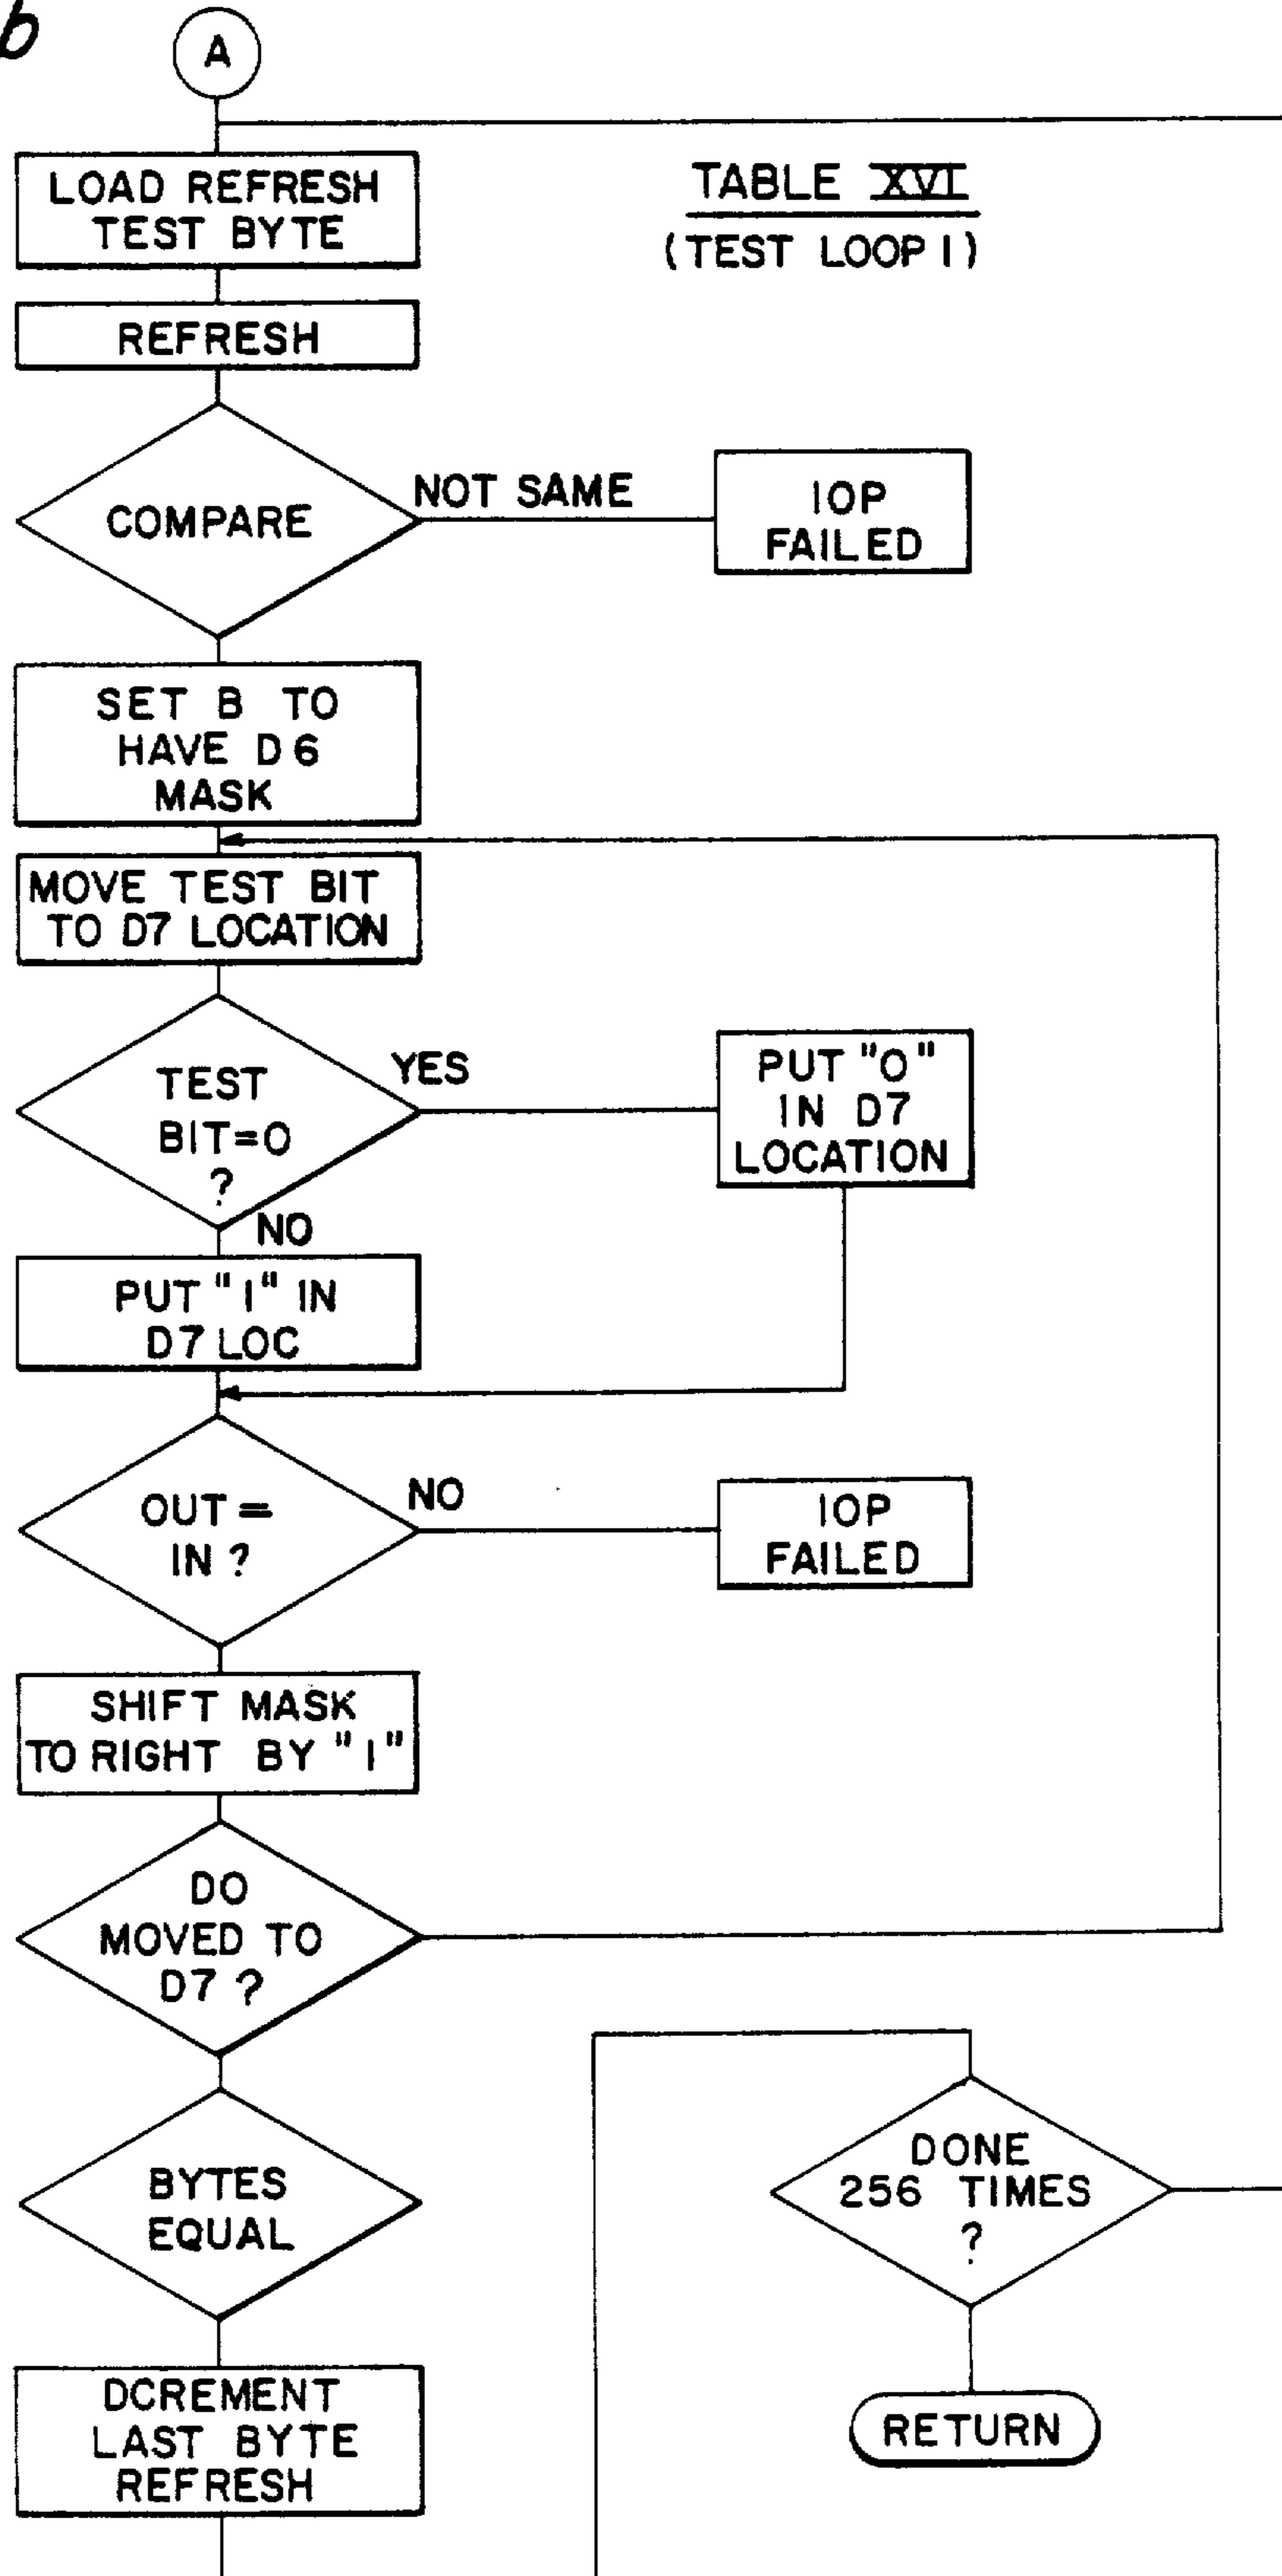 b
A
LOAD REFRESH
TEST BYTE
TABLE XVI
(TEST LOOP 1)
REFRESH
COMPARE
NOT SAME
IOP
FAILED
SET B TO
HAVE D6
MASK
MOVE TEST BIT
TO D7 LOCATION
TEST
BIT=0
?
YES
PUT "0"
IN D7
LOCATION
NO
PUT "1" IN
D7 LOC
OUT =
IN ?
NO
IOP
FAILED
SHIFT MASK
TO RIGHT BY "1"
DO
MOVED TO
D7 ?
BYTES
EQUAL
DONE
256 TIMES
?
DCREMENT
LAST BYTE
REFRESH
RETURN